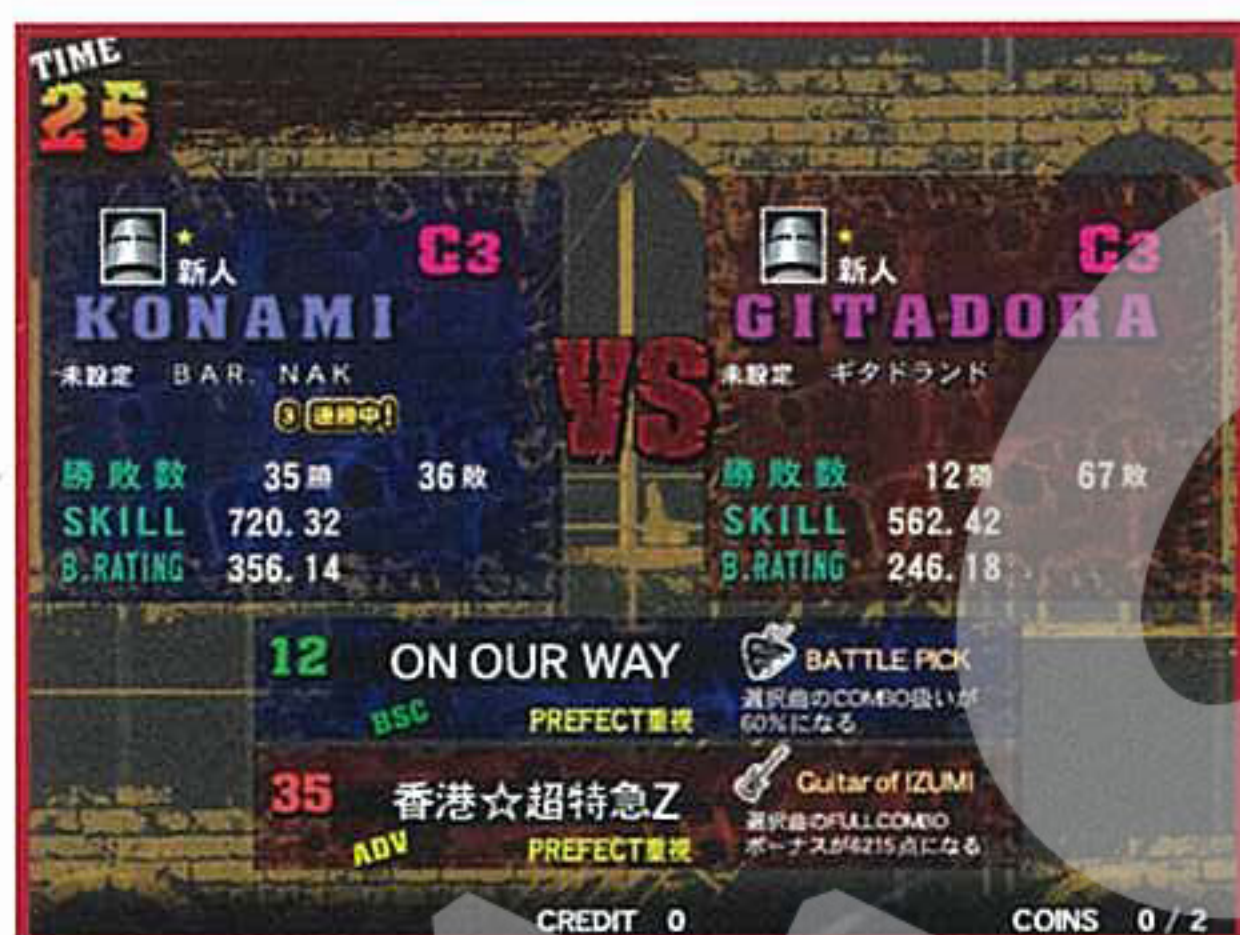 TIME
25
新人 C3
KONAMI
未設定 BAR. NAK
3 連勝中!
勝敗数 35勝 36敗
SKILL 720.32
B.RATING 356.14
VS
新人 C3
GITADORA
未設定 ギタドランド
勝敗数 12勝 67敗
SKILL 562.42
B.RATING 246.18
12 ON OUR WAY
BSC PREFECT重視
BATTLE PICK
選択曲のCOMBO扱いが
60%になる
35 香港☆超特急Z
ADV PREFECT重視
Guitar of IZUMI
選択曲のFULLCOMBO
ボーナスが4215点になる
CREDIT 0 COINS 0 / 2